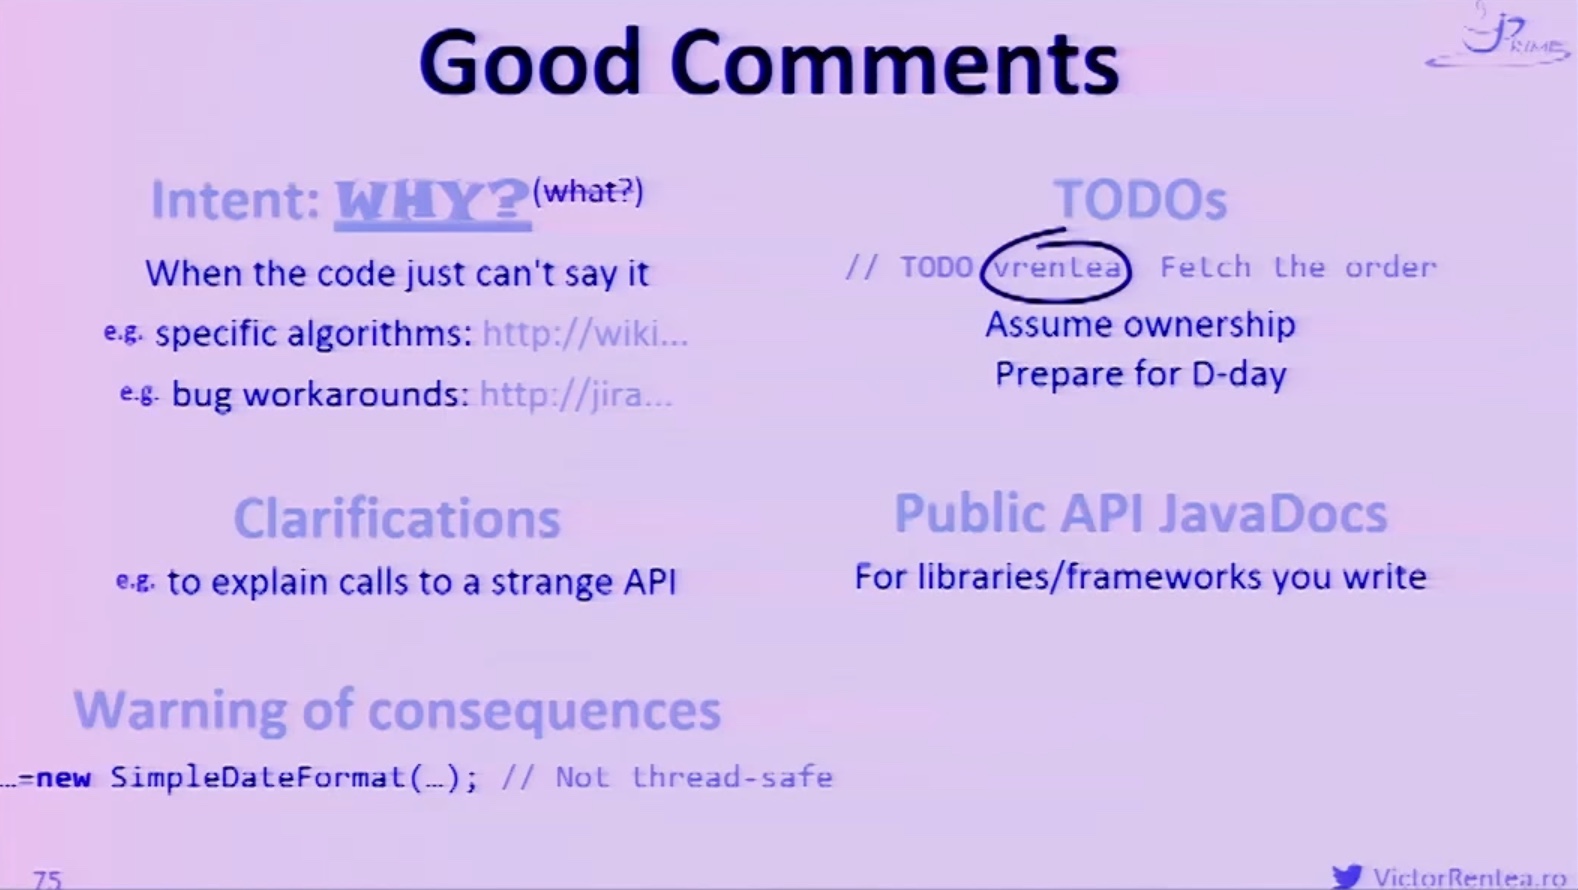 Good Comments
JPRIME
Intent: WHY? (what?)
When the code just can't say it
e.g. specific algorithms: http://wiki...
e.g. bug workarounds: http://jira...
Clarifications
e.g. to explain calls to a strange API
Warning of consequences
…=new SimpleDateFormat(…); // Not thread-safe
TODOs
// TODO vrentea Fetch the order
Assume ownership
Prepare for D-day
Public API JavaDocs
For libraries/frameworks you write
75
VictorRentea.ro